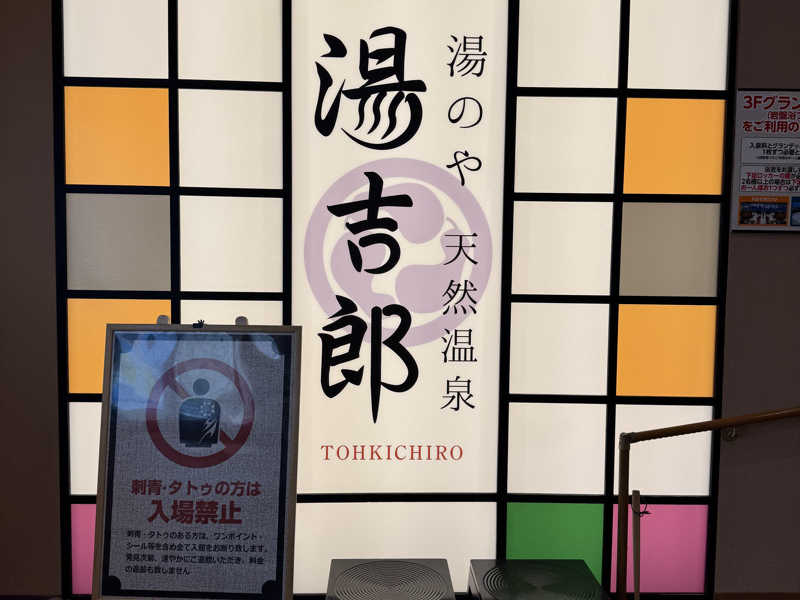 湯のや 天然温泉
湯吉郎
TOHKICHIRO
刺青・タトゥの方は
入場禁止
刺青・タトゥのある方は、ワンポイント・
シール等を含め全て入館をお断り致します。
発見次第、速やかにご退館いただき、料金
の返金も致しません
3Fグラン
をご利用の